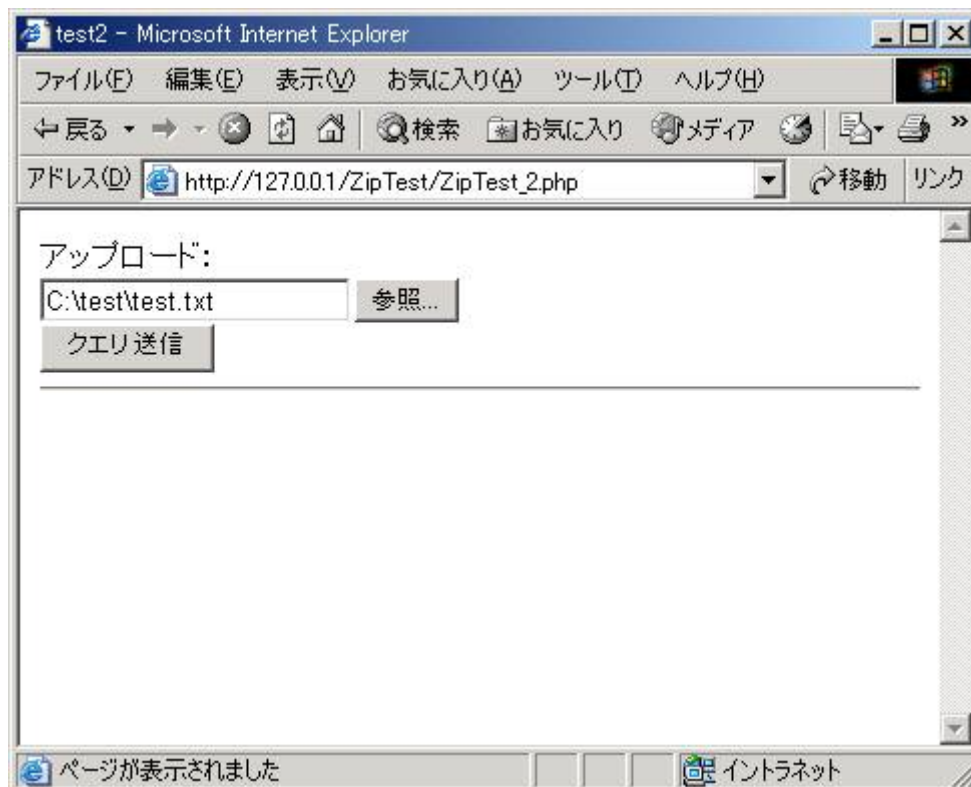 test2 - Microsoft Internet Explorer
ファイル(F) 編集(E) 表示(V) お気に入り(A) ツール(T) ヘルプ(H)
戻る 検索 お気に入り メディア »
アドレス(D) http://127.0.0.1/ZipTest/ZipTest_2.php 移動 リンク
アップロード:
C:\test\test.txt 参照...
クエリ送信
ページが表示されました イントラネット